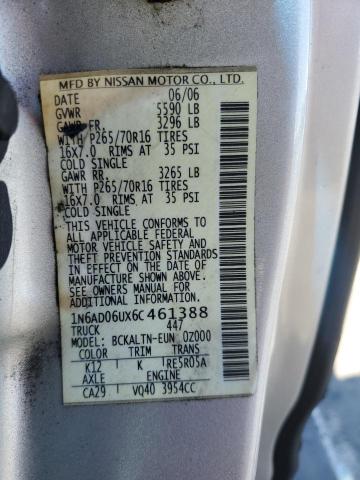 MFD BY NISSAN MOTOR CO., LTD.
DATE 06/06
GVWR 5590 LB
GAWR FR. 3296 LB
WITH P265/70R16 TIRES
16X7.0 RIMS AT 35 PSI
COLD SINGLE
GAWR RR. 3265 LB
WITH P265/70R16 TIRES
16X7.0 RIMS AT 35 PSI
COLD SINGLE
THIS VEHICLE CONFORMS TO
ALL APPLICABLE FEDERAL
MOTOR VEHICLE SAFETY AND
THEFT PREVENTION STANDARDS
IN EFFECT ON THE DATE OF
MANUFACTURE SHOWN ABOVE.
SEE OWNERS MANUAL
1N6AD06UX6C461388
TRUCK 447
MODEL: BCKALTN-EUN 0Z000
COLOR TRIM TRANS
K12 K RE5R05A
AXLE ENGINE
CA29 VQ40 3954CC